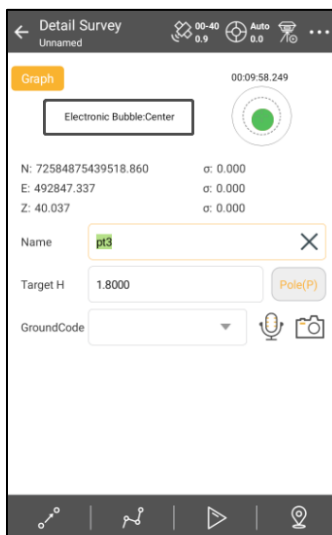 Detail Survey
Unnamed
00-40
0.9
Auto
0.0
Graph
00:09:58.249
Electronic Bubble:Center
N: 72584875439518.860 σ: 0.000
E: 492847.337 σ: 0.000
Z: 40.037 σ: 0.000
Name pt3
Target H 1.8000 Pole(P)
GroundCode